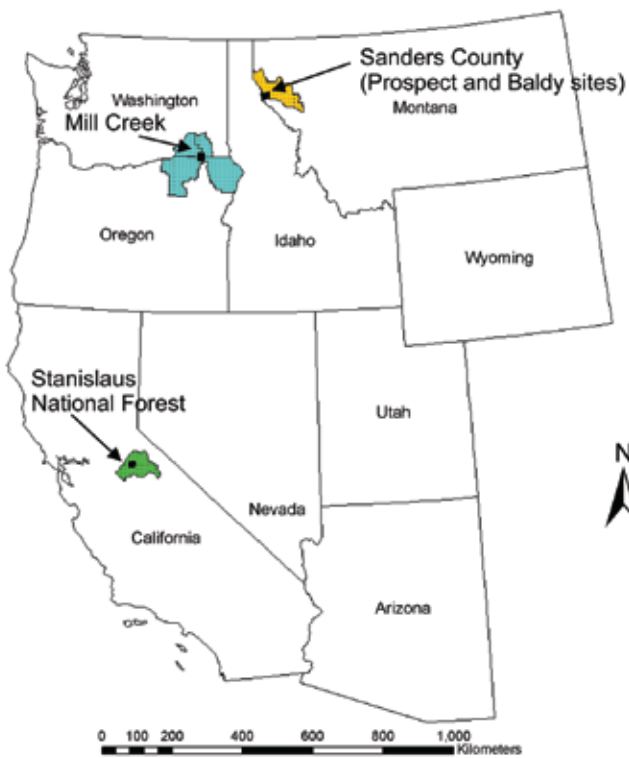 Sanders County
(Prospect and Baldy sites)
Washington
Montana
Mill Creek
Oregon
Idaho
Wyoming
Stanislaus
National Forest
Utah
N
Nevada
California
Arizona
0 100 200 400 600 800 1,000
Kilometers